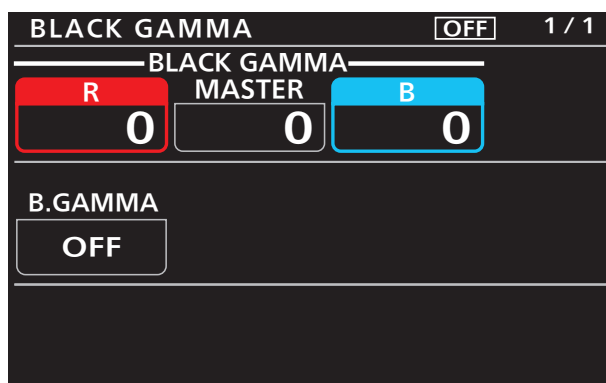 BLACK GAMMA OFF 1 / 1
BLACK GAMMA
R MASTER B
0 0 0
B.GAMMA
OFF